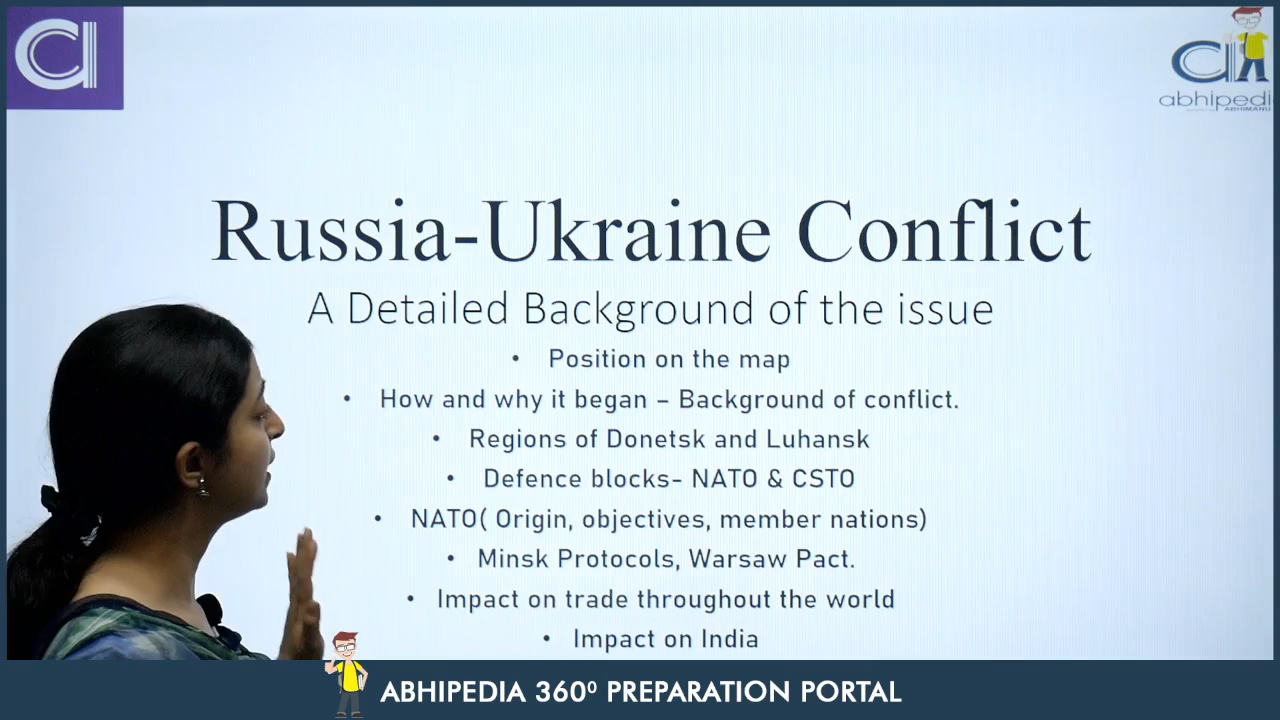 abhipedi
ABHIMANU
Russia-Ukraine Conflict
A Detailed Background of the issue
• Position on the map
• How and why it began – Background of conflict.
• Regions of Donetsk and Luhansk
• Defence blocks- NATO & CSTO
• NATO( Origin, objectives, member nations)
• Minsk Protocols, Warsaw Pact.
• Impact on trade throughout the world
• Impact on India
ABHIPEDIA 360⁰ PREPARATION PORTAL